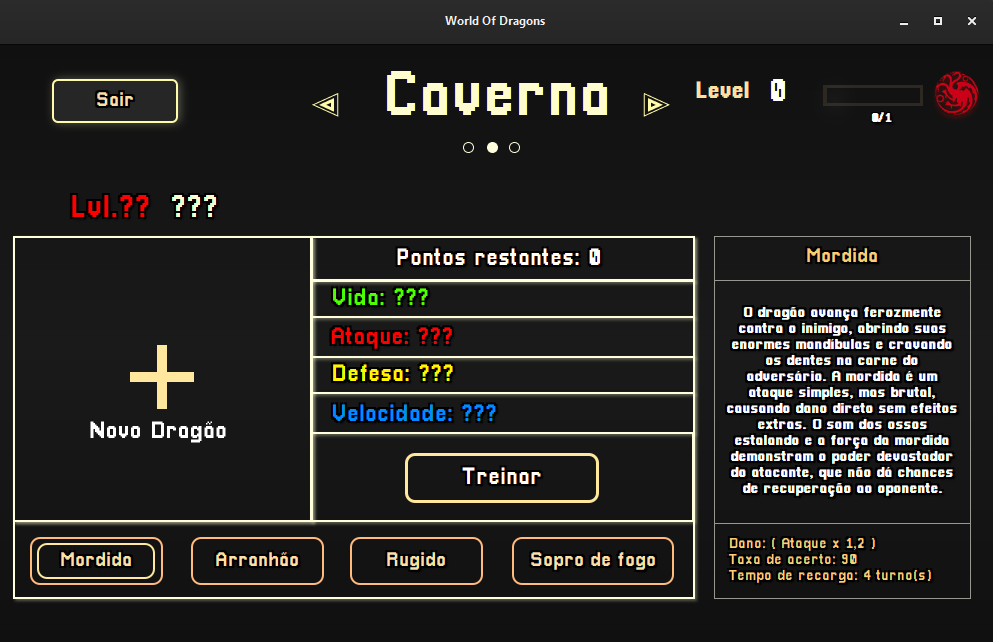 World Of Dragons
Sair
Caverna
Level 0
0/1
Lvl.?? ???
Novo Dragão
Pontos restantes: 0
Vida: ???
Ataque: ???
Defesa: ???
Velocidade: ???
Treinar
Mordida
Arranhão
Rugido
Sopro de fogo
Mordida
O dragão avança ferozmente
contra o inimigo, abrindo suas
enormes mandíbulas e cravando
os dentes na carne do
adversário. A mordida é um
ataque simples, mas brutal,
causando dano direto sem efeitos
extras. O som dos ossos
estalando e a força da mordida
demonstram o poder devastador
do atacante, que não dá chances
de recuperação ao oponente.
Dano: ( Ataque x 1,2 )
Taxa de acerto: 90
Tempo de recarga: 4 turno(s)